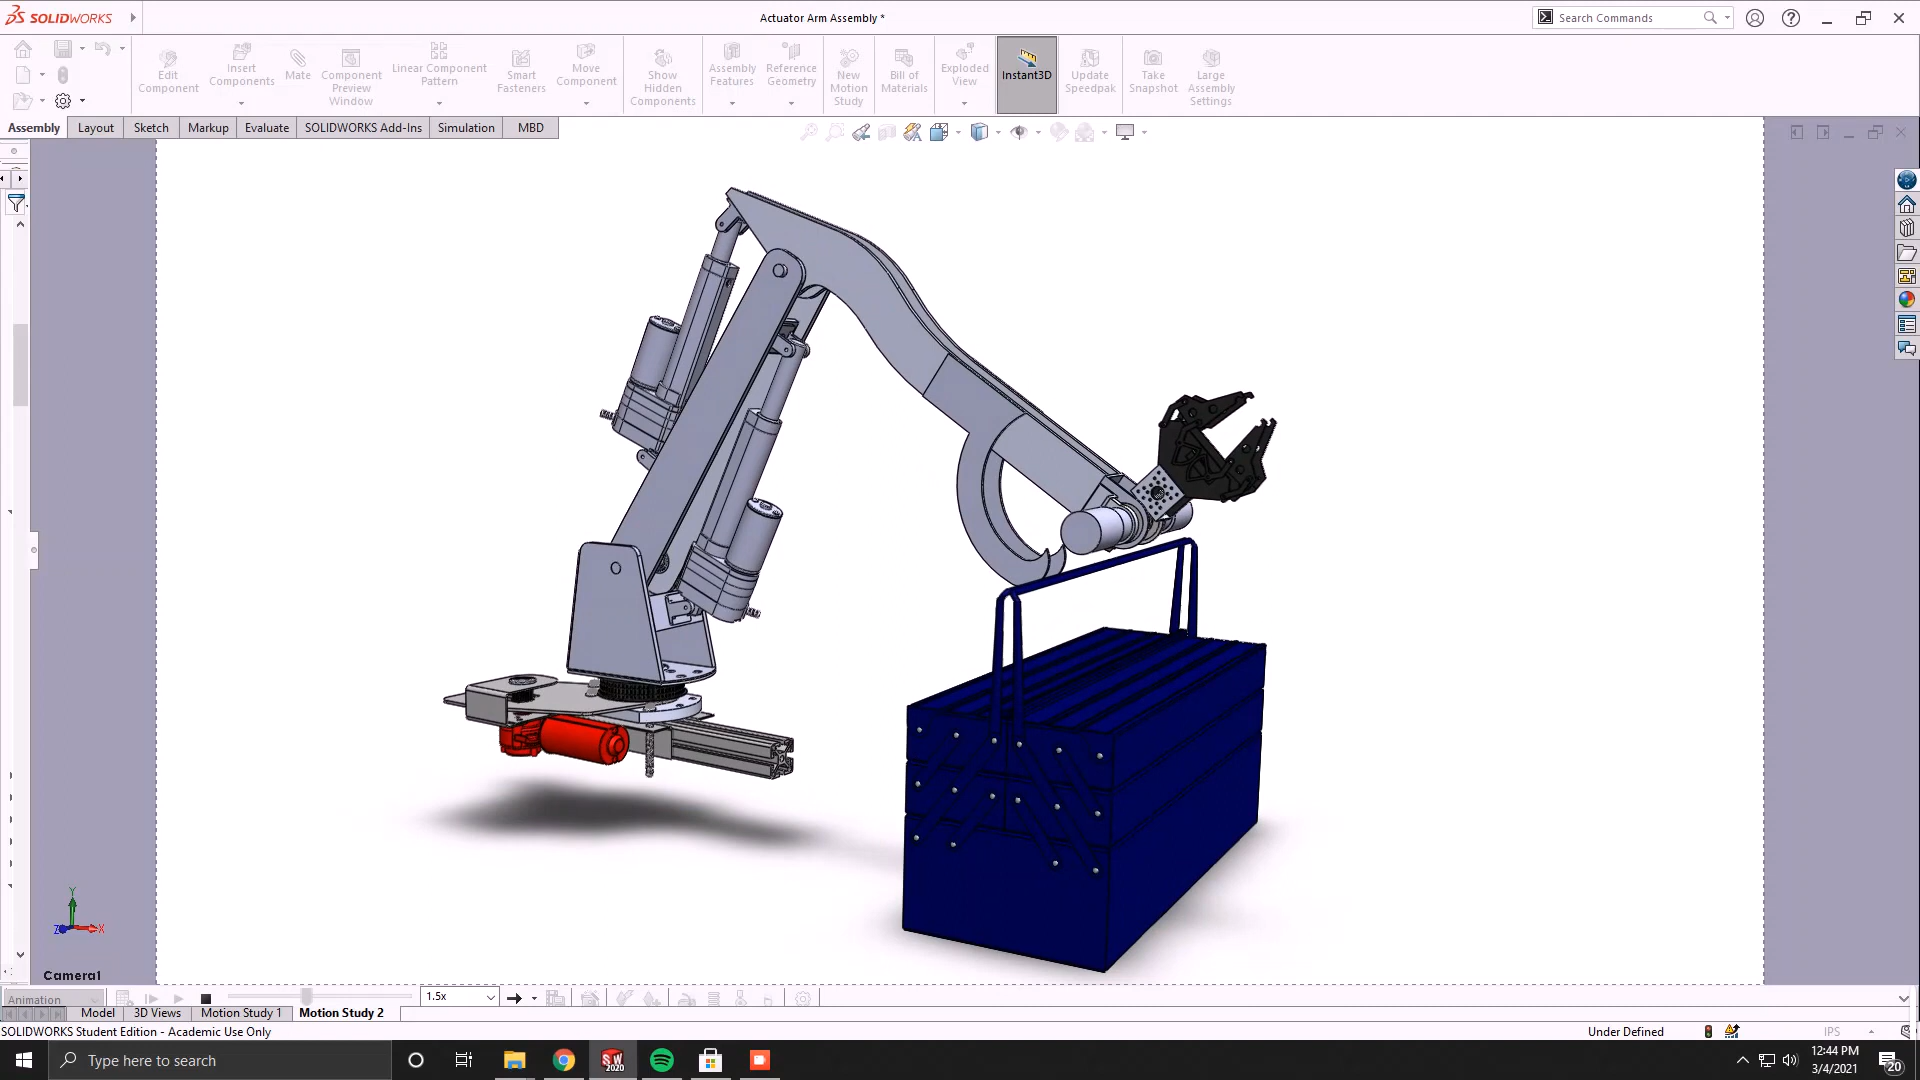 SOLIDWORKS
Actuator Arm Assembly *
Search Commands
Edit Component
Insert Components
Mate
Component Preview Window
Linear Component Pattern
Smart Fasteners
Move Component
Show Hidden Components
Assembly Features
Reference Geometry
New Motion Study
Bill of Materials
Exploded View
Instant3D
Update Speedpak
Take Snapshot
Large Assembly Settings
Assembly Layout Sketch Markup Evaluate SOLIDWORKS Add-Ins Simulation MBD
Y
Z X
Camera1
Animation 1.5x
Model 3D Views Motion Study 1 Motion Study 2
SOLIDWORKS Student Edition - Academic Use Only Under Defined IPS
Type here to search
SW 2020
12:44 PM
3/4/2021
20